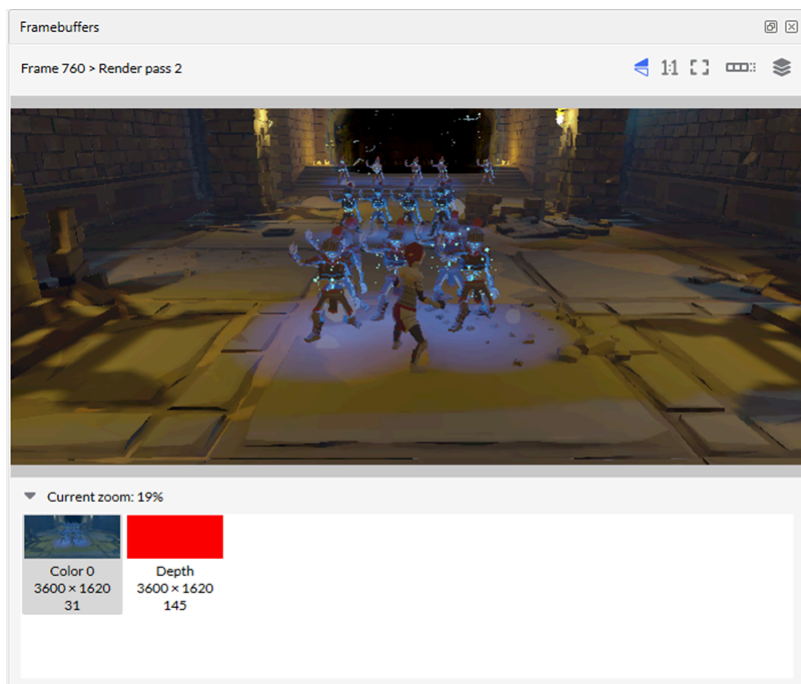 Framebuffers
Frame 760 > Render pass 2
1:1
Current zoom: 19%
Color 0
3600 × 1620
31
Depth
3600 × 1620
145